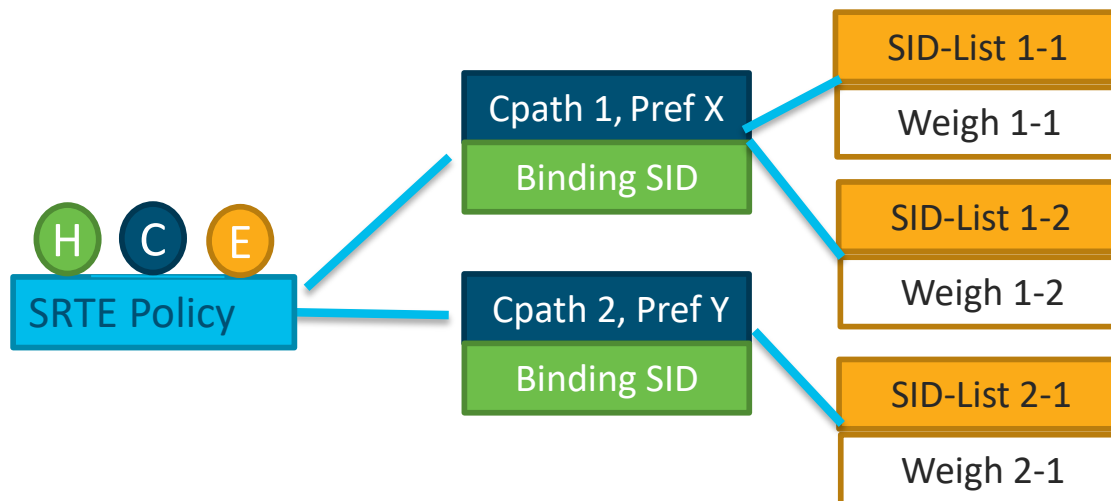 H C E
SRTE Policy
Cpath 1, Pref X
Binding SID
Cpath 2, Pref Y
Binding SID
SID-List 1-1
Weigh 1-1
SID-List 1-2
Weigh 1-2
SID-List 2-1
Weigh 2-1